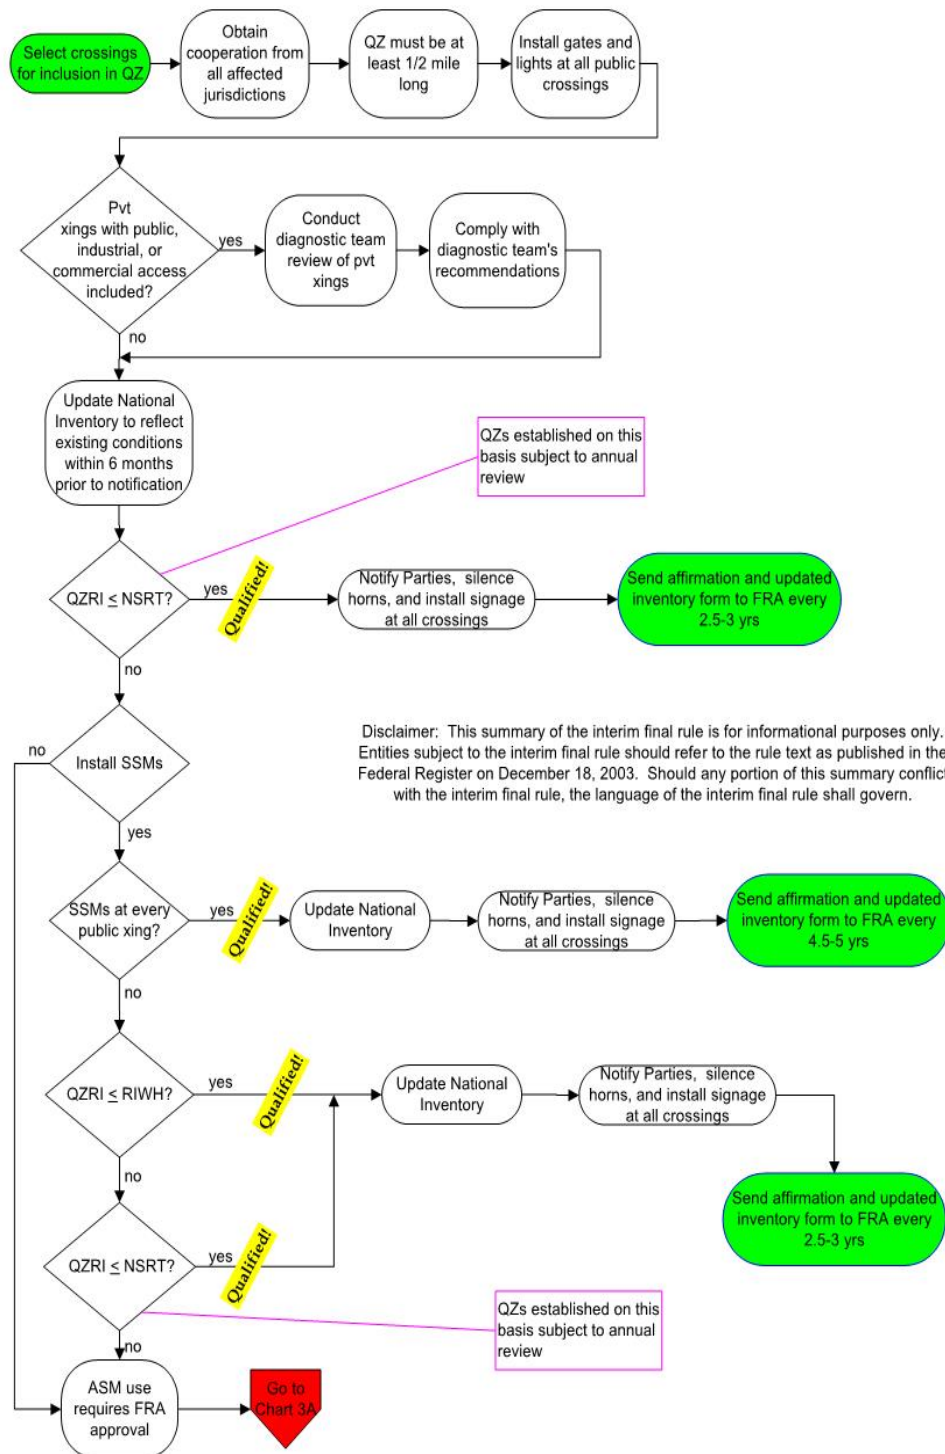 Select crossings
for inclusion in QZ
Obtain
cooperation from
all affected
jurisdictions
QZ must be at
least 1/2 mile
long
Install gates and
lights at all public
crossings
Pvt
xings with public,
industrial, or
commercial access
included?
yes
Conduct
diagnostic team
review of pvt
xings
Comply with
diagnostic team's
recommendations
no
Update National
Inventory to reflect
existing conditions
within 6 months
prior to notification
QZs established on this
basis subject to annual
review
QZRI ≤ NSRT?
yes
Qualified!
Notify Parties, silence
horns, and install signage
at all crossings
Send affirmation and updated
inventory form to FRA every
2.5-3 yrs
no
Disclaimer: This summary of the interim final rule is for informational purposes only.
Entities subject to the interim final rule should refer to the rule text as published in the
Federal Register on December 18, 2003. Should any portion of this summary conflict
with the interim final rule, the language of the interim final rule shall govern.
no
Install SSMs
yes
SSMs at every
public xing?
yes
Qualified!
Update National
Inventory
Notify Parties, silence
horns, and install signage
at all crossings
Send affirmation and updated
inventory form to FRA every
4.5-5 yrs
no
QZRI ≤ RIWH?
yes
Qualified!
Update National
Inventory
Notify Parties, silence
horns, and install signage
at all crossings
no
Send affirmation and updated
inventory form to FRA every
2.5-3 yrs
QZRI ≤ NSRT?
yes
Qualified!
QZs established on this
basis subject to annual
review
no
ASM use
requires FRA
approval
Go to
Chart 3A